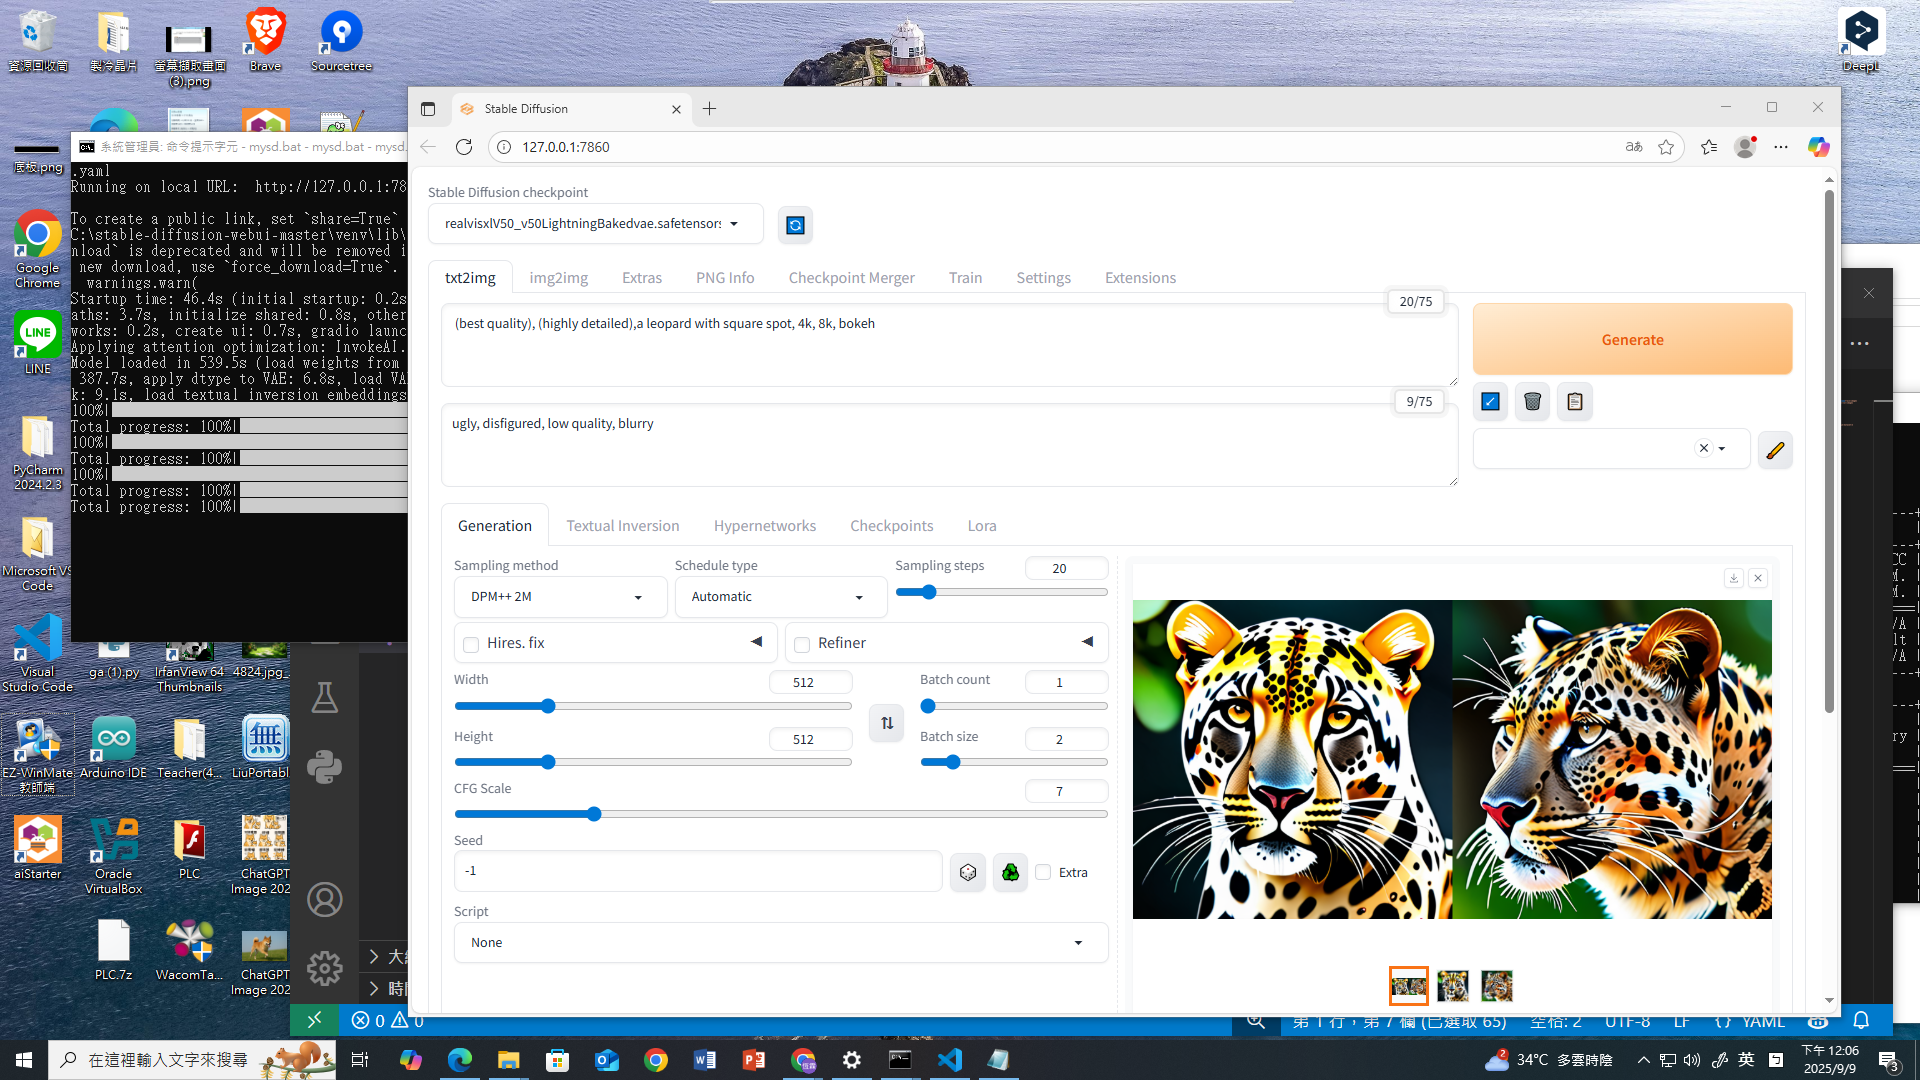 資源回收筒
製冷晶片
螢幕擷取畫面
(3).png
Brave
Sourcetree
DeepL
底板.png
Google
Chrome
LINE
PyCharm
2024.2.3
Microsoft VS
Code
Visual
Studio Code
ga (1).py
IrfanView 64
Thumbnails
4824.jpg_
EZ-WinMate
教師端
Arduino IDE
Teacher(4...
LiuPortabl
aiStarter
Oracle
VirtualBox
PLC
ChatGPT
Image 202
PLC.7z
WacomTa...
ChatGPT
Image 202
系統管理員: 命令提示字元 - mysd.bat - mysd.bat - mysd.
.yaml
Running on local URL:  http://127.0.0.1:78
To create a public link, set `share=True`
C:\stable-diffusion-webui-master\venv\lib\
nload` is deprecated and will be removed i
new download, use `force_download=True`.
warnings.warn(
Startup time: 46.4s (initial startup: 0.2s
aths: 3.7s, initialize shared: 0.8s, other
works: 0.2s, create ui: 0.7s, gradio launc
Applying attention optimization: InvokeAI.
Model loaded in 539.5s (load weights from
387.7s, apply dtype to VAE: 6.8s, load VA
k: 9.1s, load textual inversion embeddings
100%|
Total progress: 100%|
100%|
Total progress: 100%|
100%|
Total progress: 100%|
Total progress: 100%|
Stable Diffusion
127.0.0.1:7860
Stable Diffusion checkpoint
realvisxlV50_v50LightningBakedvae.safetensors
txt2img
img2img
Extras
PNG Info
Checkpoint Merger
Train
Settings
Extensions
20/75
(best quality), (highly detailed),a leopard with square spot, 4k, 8k, bokeh
Generate
9/75
ugly, disfigured, low quality, blurry
Generation
Textual Inversion
Hypernetworks
Checkpoints
Lora
Sampling method
DPM++ 2M
Schedule type
Automatic
Sampling steps
20
Hires. fix
Refiner
Width
512
Batch count
1
Height
512
Batch size
2
CFG Scale
7
Seed
-1
Extra
Script
None
0
0
第 1 行，第 7 欄 (已選取 65)
空格: 2
UTF-8
LF
YAML
在這裡輸入文字來搜尋
2
34°C 多雲時陰
英
下午 12:06
2025/9/9
3